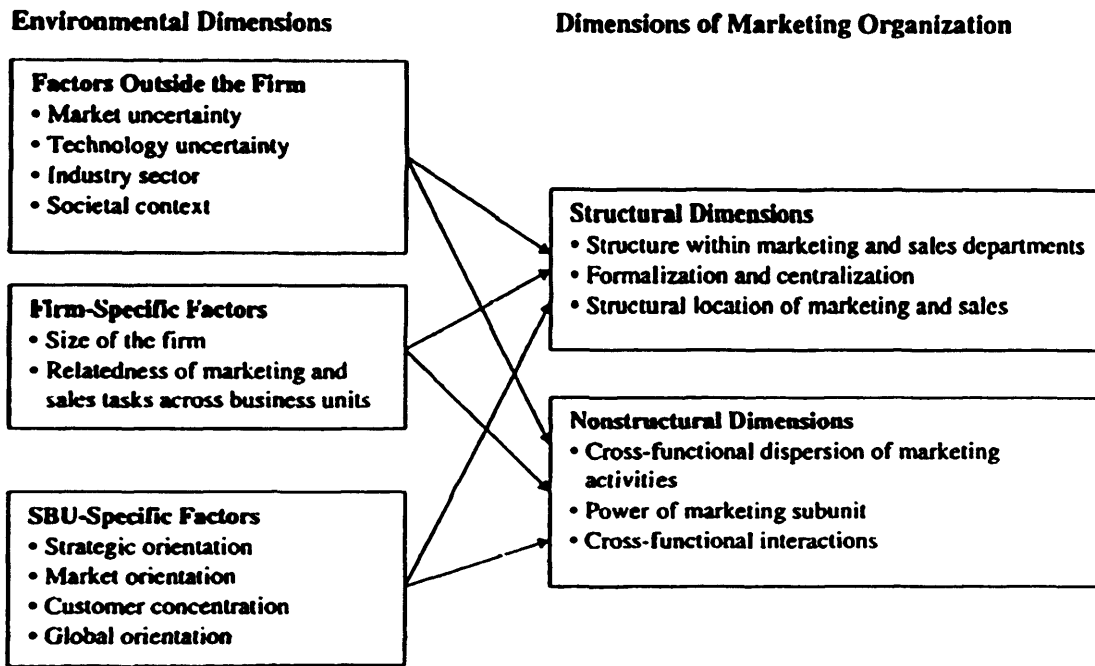 Environmental Dimensions
Factors Outside the Firm
• Market uncertainty
• Technology uncertainty
• Industry sector
• Societal context
Firm-Specific Factors
• Size of the firm
• Relatedness of marketing and
sales tasks across business units
SBU-Specific Factors
• Strategic orientation
• Market orientation
• Customer concentration
• Global orientation
Dimensions of Marketing Organization
Structural Dimensions
• Structure within marketing and sales departments
• Formalization and centralization
• Structural location of marketing and sales
Nonstructural Dimensions
• Cross-functional dispersion of marketing
activities
• Power of marketing subunit
• Cross-functional interactions